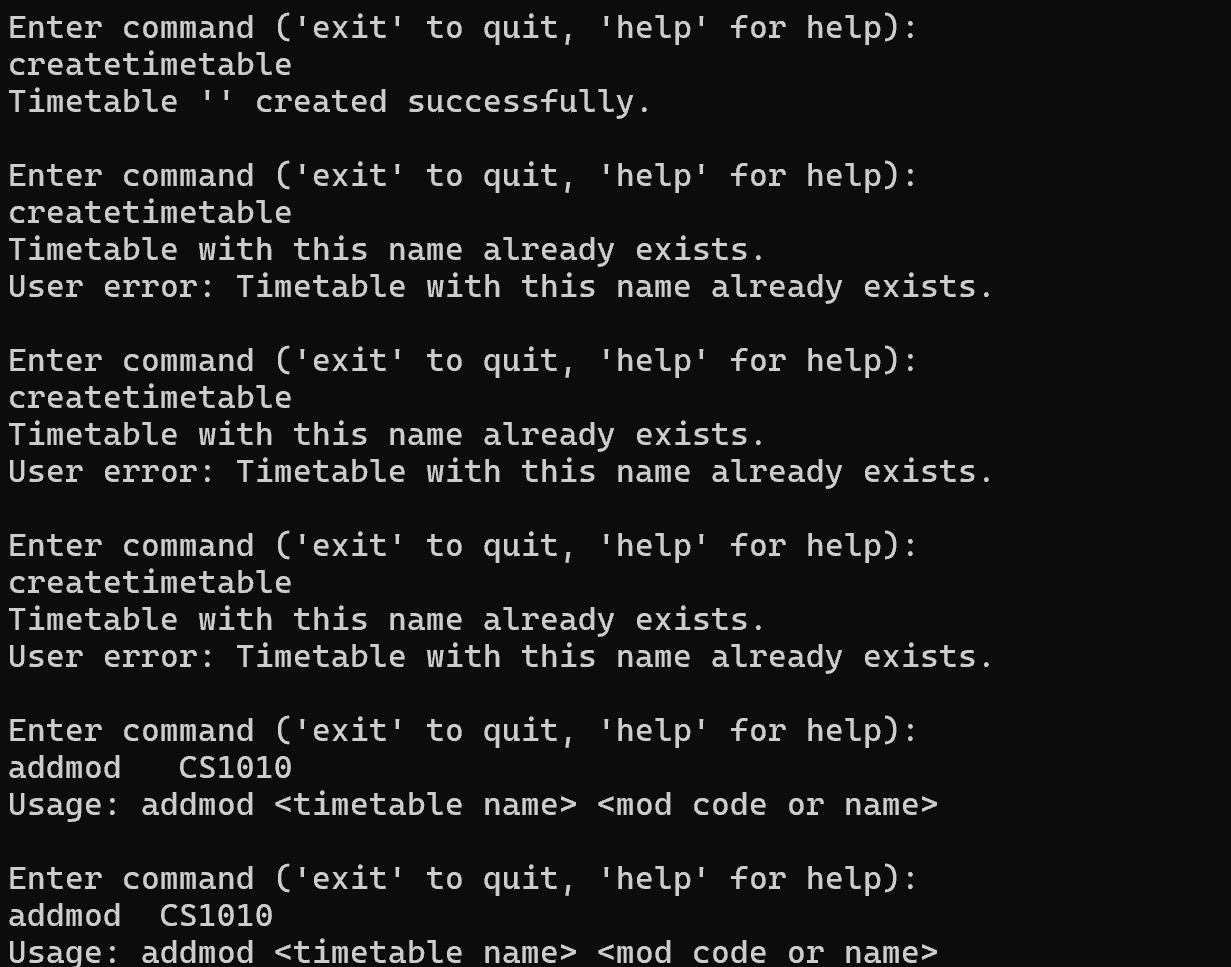 Enter command ('exit' to quit, 'help' for help):
createtimetable
Timetable '' created successfully.
Enter command ('exit' to quit, 'help' for help):
createtimetable
Timetable with this name already exists.
User error: Timetable with this name already exists.
Enter command ('exit' to quit, 'help' for help):
createtimetable
Timetable with this name already exists.
User error: Timetable with this name already exists.
Enter command ('exit' to quit, 'help' for help):
createtimetable
Timetable with this name already exists.
User error: Timetable with this name already exists.
Enter command ('exit' to quit, 'help' for help):
addmod   CS1010
Usage: addmod <timetable name> <mod code or name>
Enter command ('exit' to quit, 'help' for help):
addmod  CS1010
Usage: addmod <timetable name> <mod code or name>